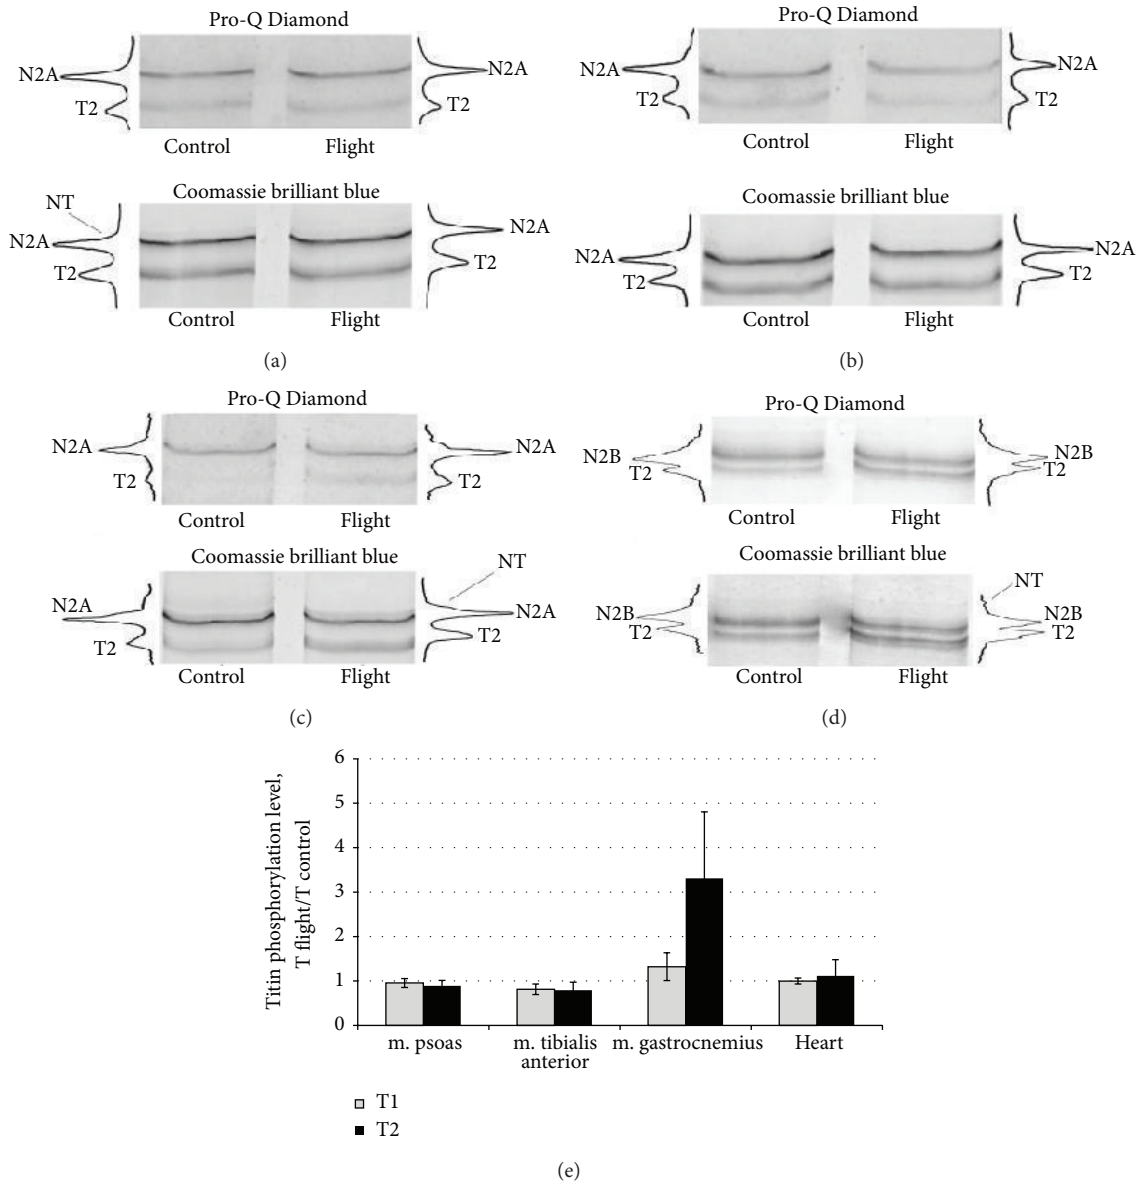 Pro-Q Diamond
N2A
N2A
T2
T2
Control Flight
Coomassie brilliant blue
NT
N2A
N2A
T2
T2
Control Flight
(a)
Pro-Q Diamond
N2A
N2A
T2
T2
Control Flight
Coomassie brilliant blue
N2A
N2A
T2
T2
Control Flight
(b)
Pro-Q Diamond
N2A
N2A
T2
T2
Control Flight
Coomassie brilliant blue
NT
N2A
N2A
T2
T2
Control Flight
(c)
Pro-Q Diamond
N2B
N2B
T2
T2
Control Flight
Coomassie brilliant blue
NT
N2B
N2B
T2
T2
Control Flight
(d)
Titin phosphorylation level,
T flight/T control
6
5
4
3
2
1
0
m. psoas
m. tibialis
anterior
m. gastrocnemius
Heart
T1
T2
(e)